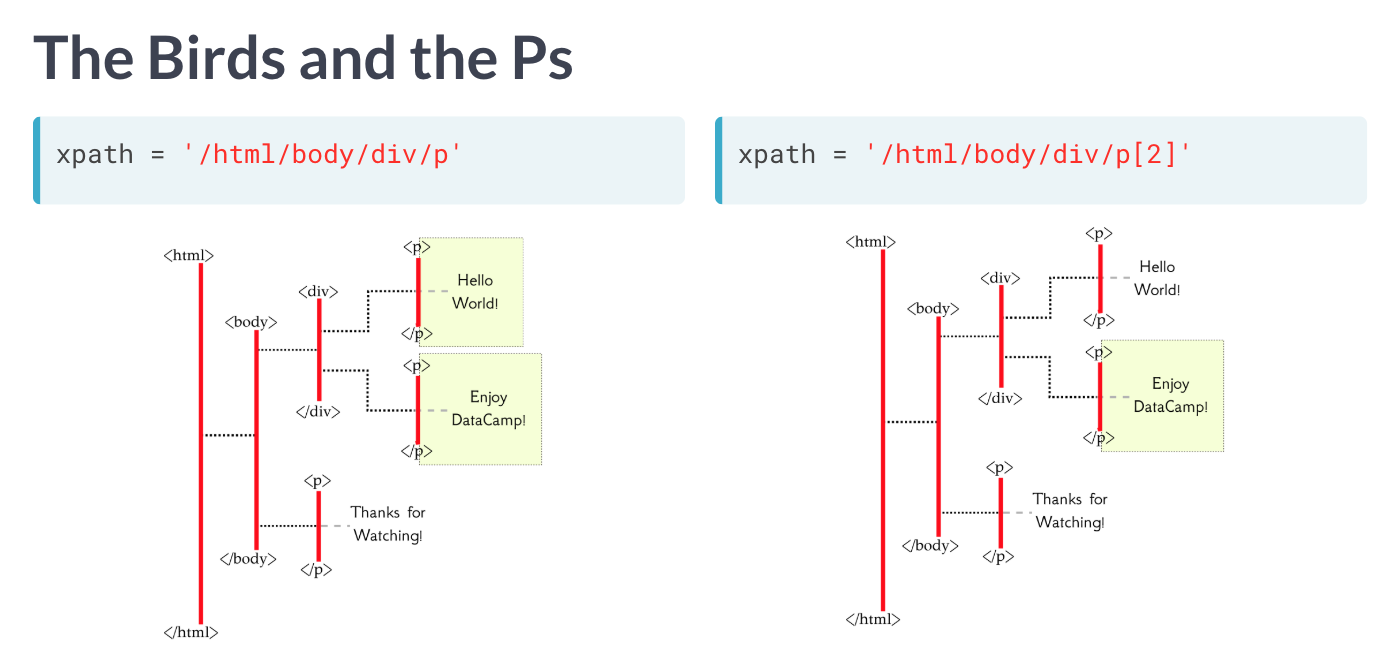 The Birds and the Ps
xpath = '/html/body/div/p'
<html>
<body>
<div>
<p>
Hello
World!
</p>
<p>
Enjoy
DataCamp!
</p>
</div>
<p>
Thanks for
Watching!
</p>
</body>
</html>
xpath = '/html/body/div/p[2]'
<html>
<body>
<div>
<p>
Hello
World!
</p>
<p>
Enjoy
DataCamp!
</p>
</div>
<p>
Thanks for
Watching!
</p>
</body>
</html>